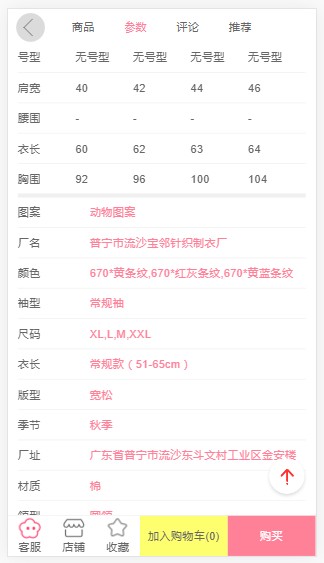 商品 参数 评论 推荐
号型 无号型 无号型 无号型 无号型
肩宽 40 42 44 46
腰围 - - - -
衣长 60 62 63 64
胸围 92 96 100 104
图案 动物图案
厂名 普宁市流沙宝邻针织制衣厂
颜色 670*黄条纹,670*红灰条纹,670*黄蓝条纹
袖型 常规袖
尺码 XL,L,M,XXL
衣长 常规款（51-65cm）
版型 宽松
季节 秋季
厂址 广东省普宁市流沙东斗文村工业区金安楼
材质 棉
领型 圆领
客服 店铺 收藏 加入购物车(0) 购买